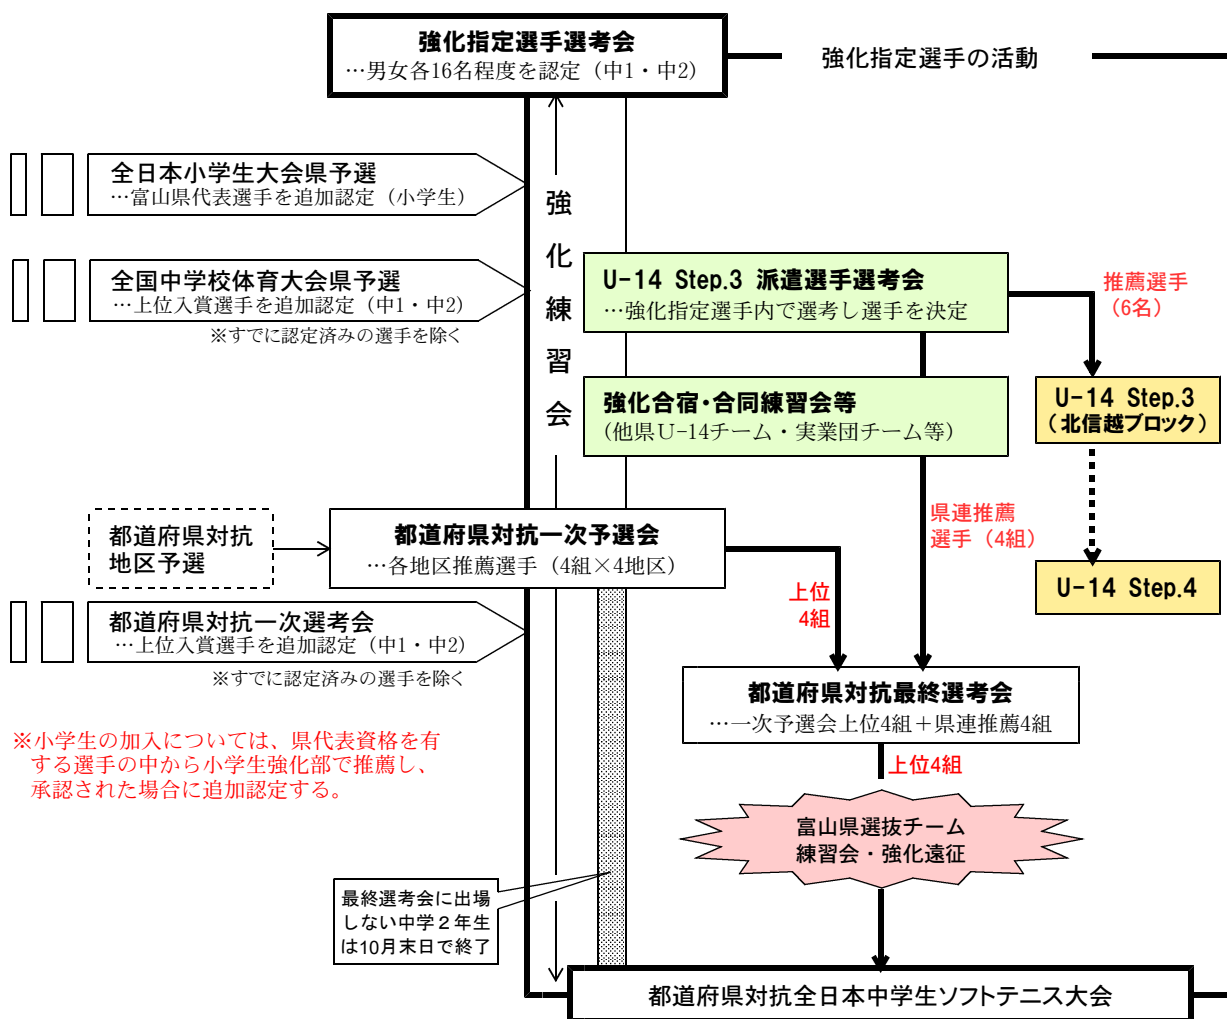 強化指定選手選考会
…男女各16名程度を認定（中1・中2）
強化指定選手の活動
全日本小学生大会県予選
…富山県代表選手を追加認定（小学生）
全国中学校体育大会県予選
…上位入賞選手を追加認定（中1・中2）
※すでに認定済みの選手を除く
強化練習会
U-14 Step.3 派遣選手選考会
…強化指定選手内で選考し選手を決定
推薦選手
（6名）
強化合宿・合同練習会等
(他県U-14チーム・実業団チーム等）
U-14 Step.3
（北信越ブロック）
都道府県対抗
地区予選
都道府県対抗一次予選会
…各地区推薦選手（4組×4地区）
県連推薦
選手（4組）
上位
4組
U-14 Step.4
都道府県対抗一次選考会
…上位入賞選手を追加認定（中1・中2）
※すでに認定済みの選手を除く
都道府県対抗最終選考会
…一次予選会上位4組＋県連推薦4組
※小学生の加入については、県代表資格を有
する選手の中から小学生強化部で推薦し、
承認された場合に追加認定する。
上位4組
富山県選抜チーム
練習会・強化遠征
最終選考会に出場
しない中学２年生
は10月末日で終了
都道府県対抗全日本中学生ソフトテニス大会